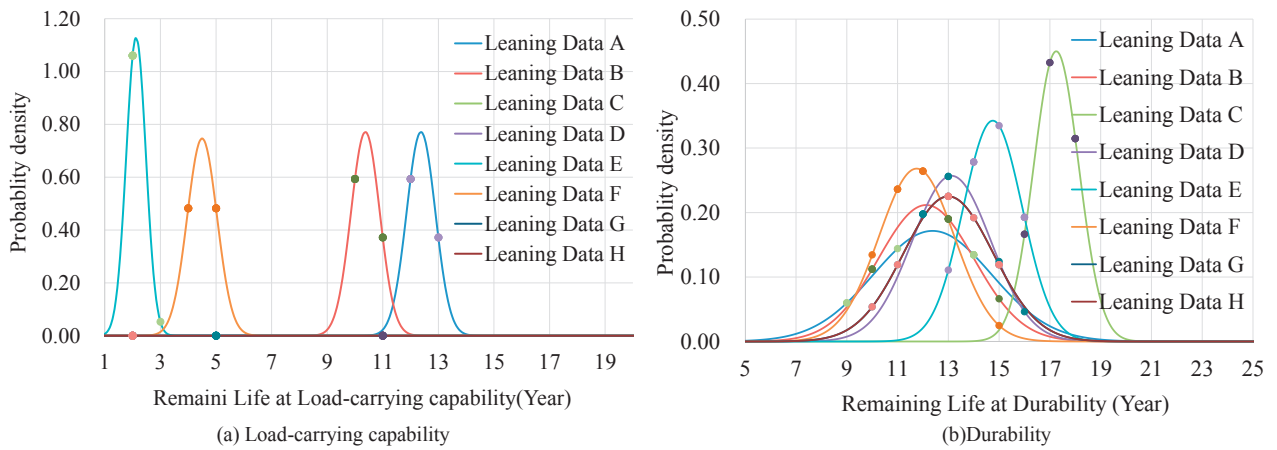 1.20
1.00
0.80
0.60
0.40
0.20
0.00
Probablity density
1 3 5 7 9 11 13 15 17 19
Remaini Life at Load-carrying capability(Year)
(a) Load-carrying capability
Leaning Data A
Leaning Data B
Leaning Data C
Leaning Data D
Leaning Data E
Leaning Data F
Leaning Data G
Leaning Data H
0.50
0.40
0.30
0.20
0.10
0.00
Probablity density
5 7 9 11 13 15 17 19 21 23 25
Remaining Life at Durability (Year)
(b)Durability
Leaning Data A
Leaning Data B
Leaning Data C
Leaning Data D
Leaning Data E
Leaning Data F
Leaning Data G
Leaning Data H